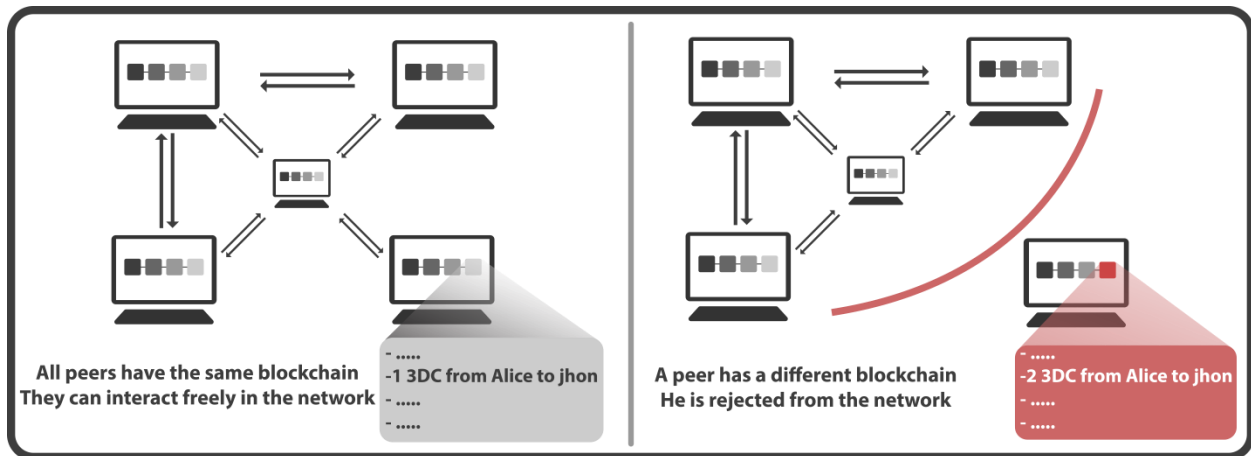 All peers have the same blockchain
They can interact freely in the network
- .....
-1 3DC from Alice to jhon
- .....
- .....
A peer has a different blockchain
He is rejected from the network
- .....
-2 3DC from Alice to jhon
- .....
- .....